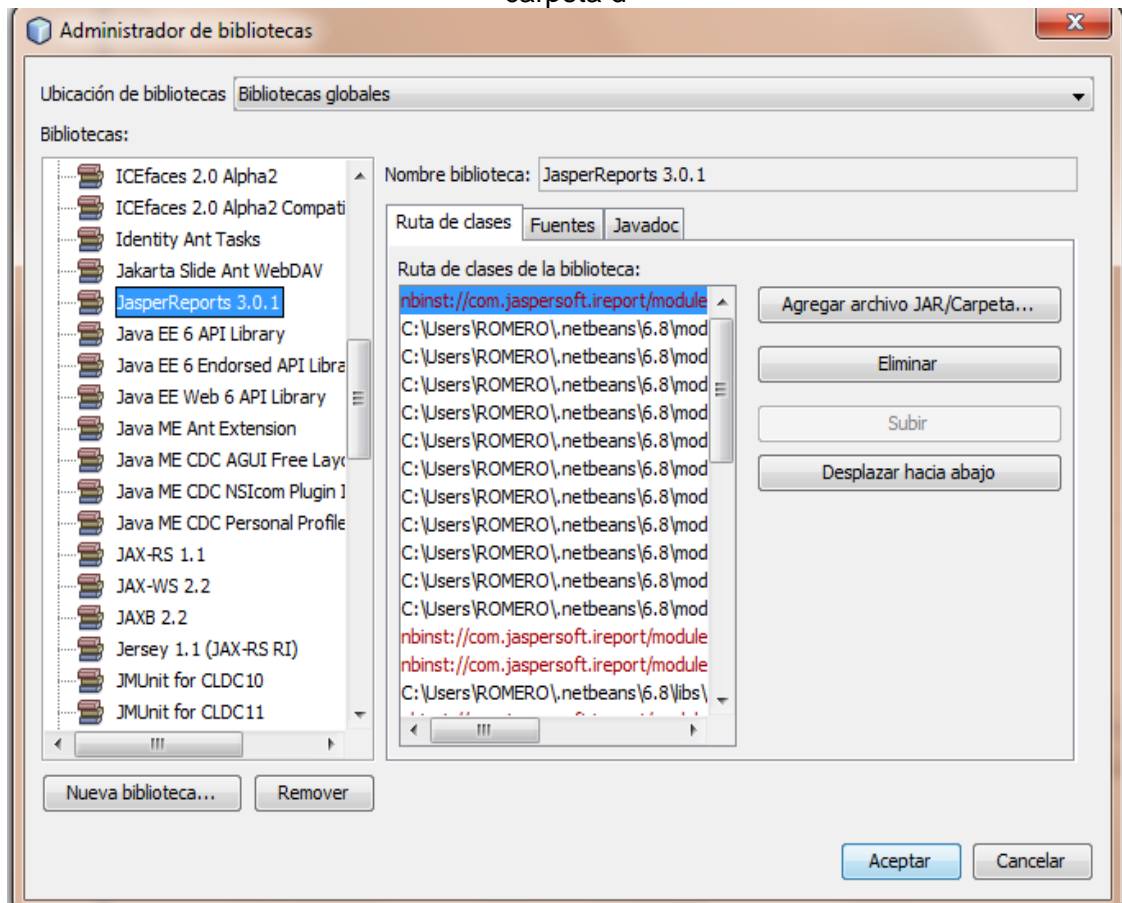 carpeta d
Administrador de bibliotecas
Ubicación de bibliotecas Bibliotecas globales
Bibliotecas:
ICEfaces 2.0 Alpha2
ICEfaces 2.0 Alpha2 Compati
Identity Ant Tasks
Jakarta Slide Ant WebDAV
JasperReports 3.0.1
Java EE 6 API Library
Java EE 6 Endorsed API Libra
Java EE Web 6 API Library
Java ME Ant Extension
Java ME CDC AGUI Free Layo
Java ME CDC NSIcom Plugin 1
Java ME CDC Personal Profile
JAX-RS 1.1
JAX-WS 2.2
JAXB 2.2
Jersey 1.1 (JAX-RS RI)
JMUnit for CLDC10
JMUnit for CLDC11
Nueva biblioteca... Remover
Nombre biblioteca: JasperReports 3.0.1
Ruta de clases Fuentes Javadoc
Ruta de clases de la biblioteca:
nbinst://com.jaspersoft.ireport/module
C:\Users\ROMERO\.netbeans\6.8\mod
C:\Users\ROMERO\.netbeans\6.8\mod
C:\Users\ROMERO\.netbeans\6.8\mod
C:\Users\ROMERO\.netbeans\6.8\mod
C:\Users\ROMERO\.netbeans\6.8\mod
C:\Users\ROMERO\.netbeans\6.8\mod
C:\Users\ROMERO\.netbeans\6.8\mod
C:\Users\ROMERO\.netbeans\6.8\mod
C:\Users\ROMERO\.netbeans\6.8\mod
C:\Users\ROMERO\.netbeans\6.8\mod
C:\Users\ROMERO\.netbeans\6.8\mod
nbinst://com.jaspersoft.ireport/module
nbinst://com.jaspersoft.ireport/module
C:\Users\ROMERO\.netbeans\6.8\libs\
Agregar archivo JAR/Carpeta...
Eliminar
Subir
Desplazar hacia abajo
Aceptar Cancelar